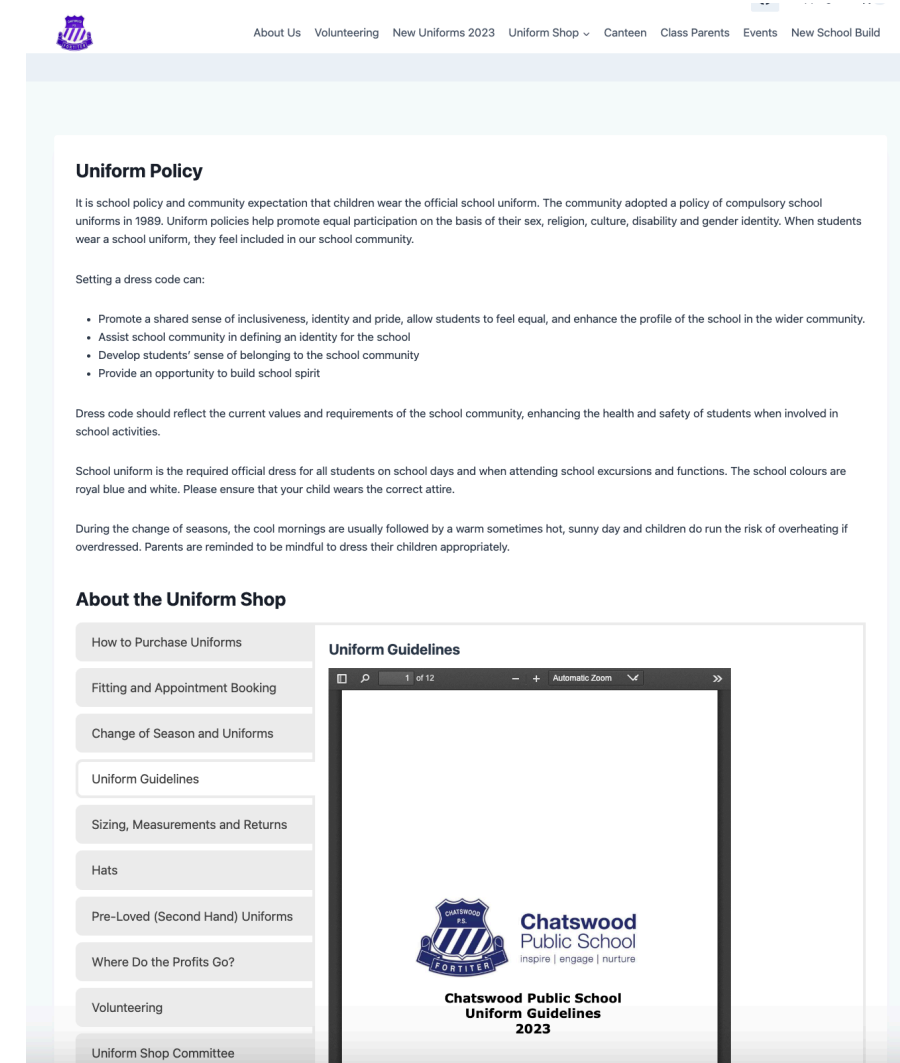 About Us Volunteering New Uniforms 2023 Uniform Shop Canteen Class Parents Events New School Build
Uniform Policy
It is school policy and community expectation that children wear the official school uniform. The community adopted a policy of compulsory school
uniforms in 1989. Uniform policies help promote equal participation on the basis of their sex, religion, culture, disability and gender identity. When students
wear a school uniform, they feel included in our school community.
Setting a dress code can:
• Promote a shared sense of inclusiveness, identity and pride, allow students to feel equal, and enhance the profile of the school in the wider community.
• Assist school community in defining an identity for the school
• Develop students' sense of belonging to the school community
• Provide an opportunity to build school spirit
Dress code should reflect the current values and requirements of the school community, enhancing the health and safety of students when involved in
school activities.
School uniform is the required official dress for all students on school days and when attending school excursions and functions. The school colours are
royal blue and white. Please ensure that your child wears the correct attire.
During the change of seasons, the cool mornings are usually followed by a warm sometimes hot, sunny day and children do run the risk of overheating if
overdressed. Parents are reminded to be mindful to dress their children appropriately.
About the Uniform Shop
How to Purchase Uniforms
Fitting and Appointment Booking
Change of Season and Uniforms
Uniform Guidelines
Sizing, Measurements and Returns
Hats
Pre-Loved (Second Hand) Uniforms
Where Do the Profits Go?
Volunteering
Uniform Shop Committee
Uniform Guidelines
1 of 12 Automatic Zoom
CHATSWOOD
P.S.
FORTITER
Chatswood
Public School
inspire | engage | nurture
Chatswood Public School
Uniform Guidelines
2023